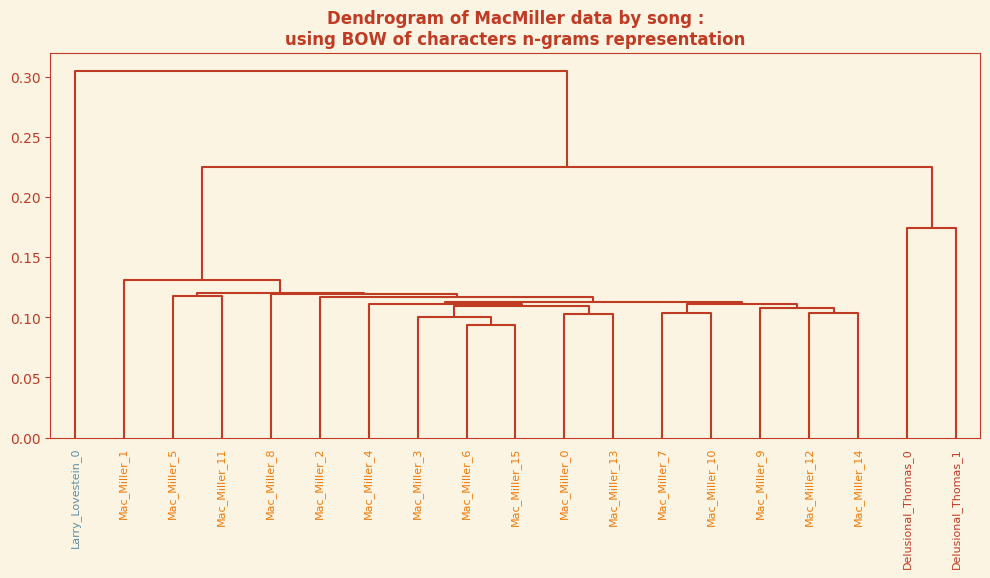 Dendrogram of MacMiller data by song :
using BOW of characters n-grams representation
0.30
0.25
0.20
0.15
0.10
0.05
0.00
Larry_Lovestein_0
Mac_Miller_1
Mac_Miller_5
Mac_Miller_11
Mac_Miller_8
Mac_Miller_2
Mac_Miller_4
Mac_Miller_3
Mac_Miller_6
Mac_Miller_15
Mac_Miller_0
Mac_Miller_13
Mac_Miller_7
Mac_Miller_10
Mac_Miller_9
Mac_Miller_12
Mac_Miller_14
Delusional_Thomas_0
Delusional_Thomas_1